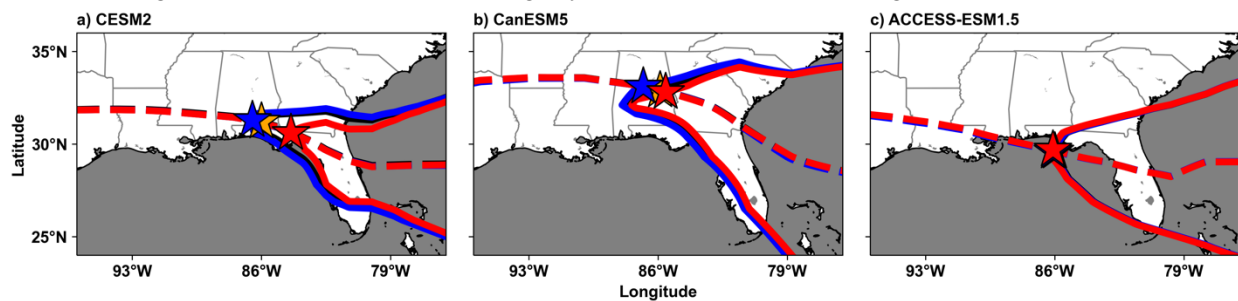 a) CESM2
b) CanESM5
c) ACCESS-ESM1.5
35°N
30°N
25°N
Latitude
93°W 86°W 79°W
93°W 86°W 79°W
93°W 86°W 79°W
Longitude